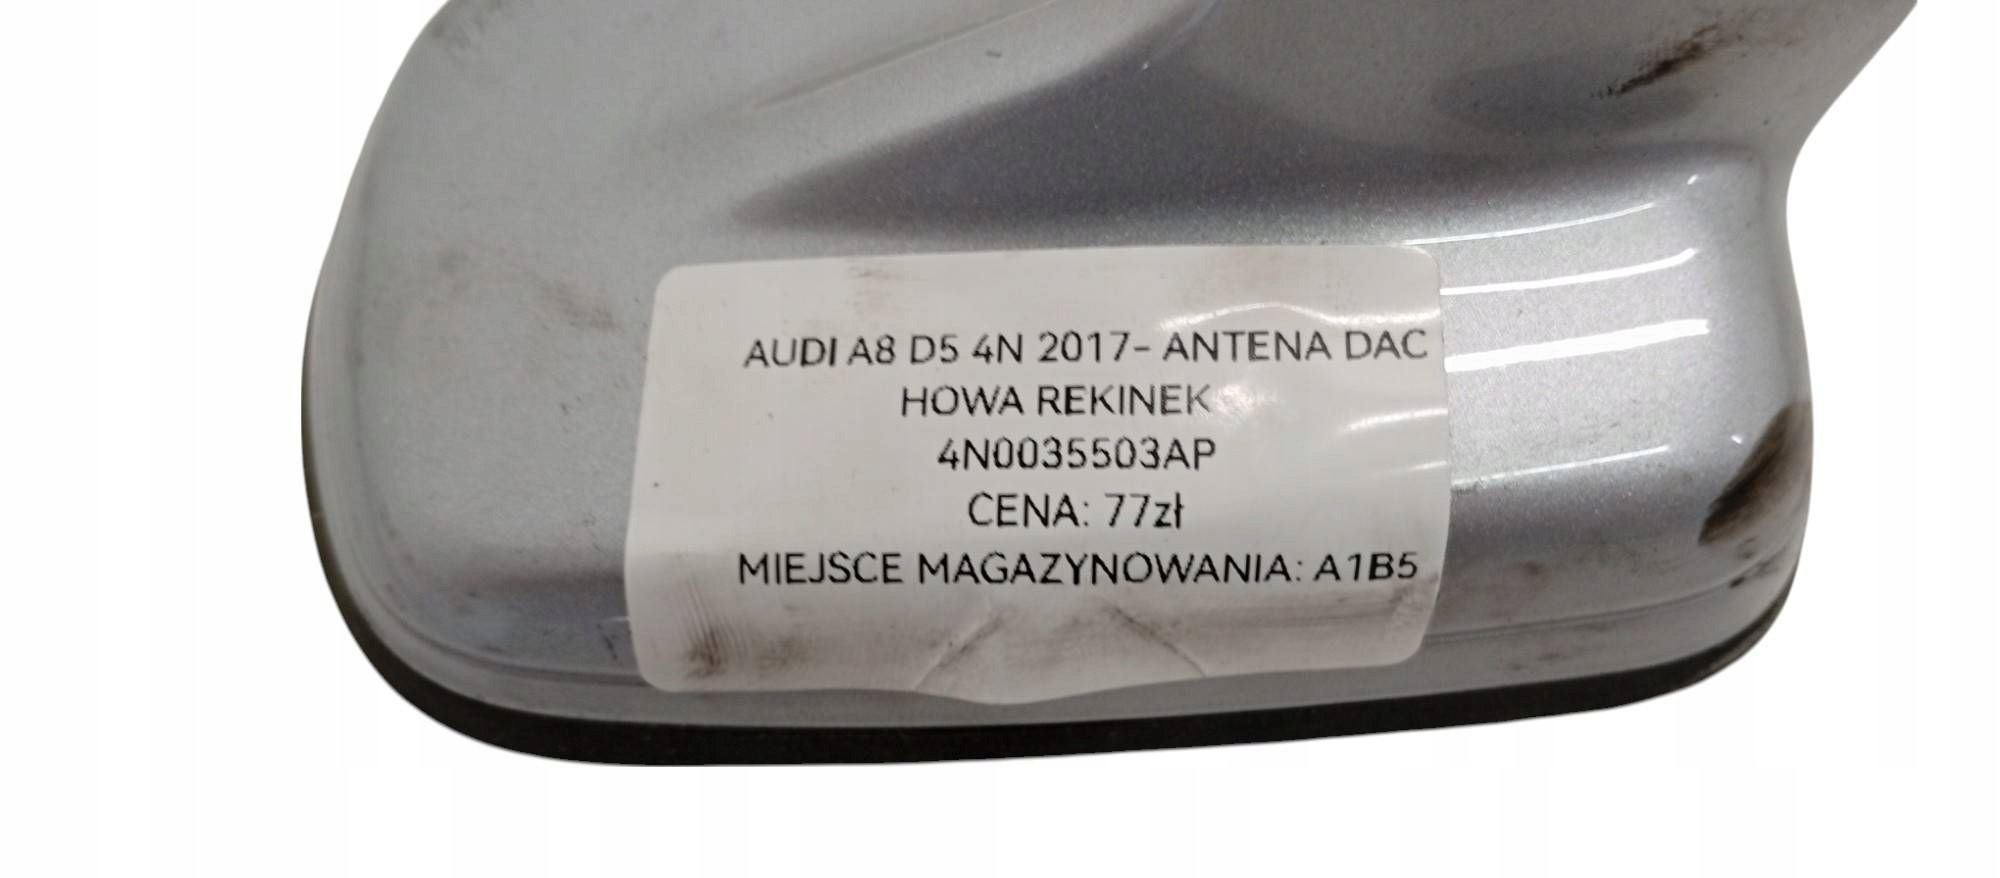 AUDI A8 D5 4N 2017- ANTENA DAC
HOWA REKINEK
4N0035503AP
CENA: 77zł
MIEJSCE MAGAZYNOWANIA: A1B5